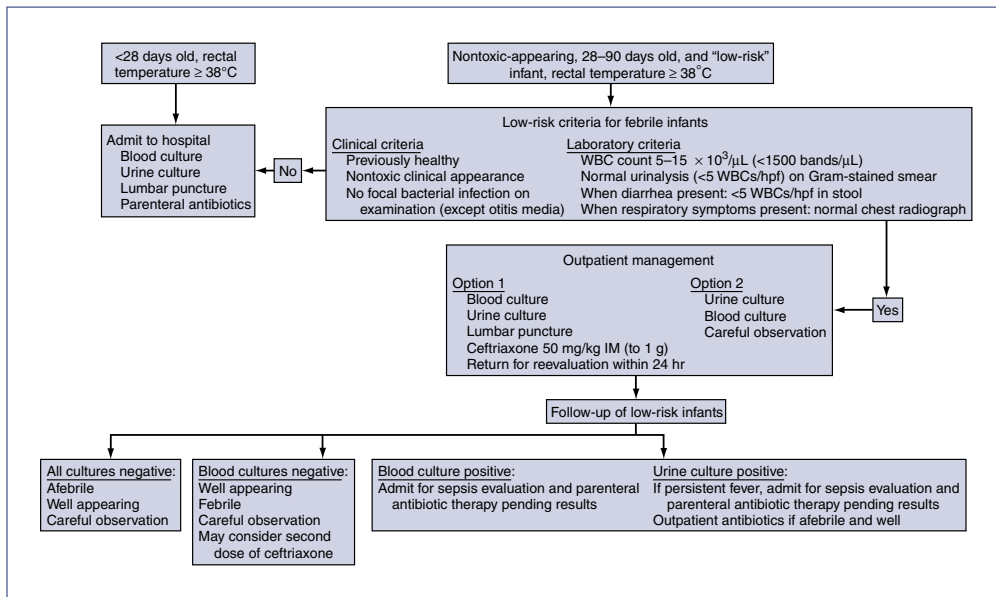 <28 days old, rectal
temperature ≥ 38°C
Nontoxic-appearing, 28–90 days old, and “low-risk”
infant, rectal temperature ≥ 38°C
Admit to hospital
Blood culture
Urine culture
Lumbar puncture
Parenteral antibiotics
No
Low-risk criteria for febrile infants
Clinical criteria
Previously healthy
Nontoxic clinical appearance
No focal bacterial infection on
examination (except otitis media)
Laboratory criteria
WBC count 5–15 × 10³/µL (<1500 bands/µL)
Normal urinalysis (<5 WBCs/hpf) on Gram-stained smear
When diarrhea present: <5 WBCs/hpf in stool
When respiratory symptoms present: normal chest radiograph
Yes
Outpatient management
Option 1
Blood culture
Urine culture
Lumbar puncture
Ceftriaxone 50 mg/kg IM (to 1 g)
Return for reevaluation within 24 hr
Option 2
Urine culture
Blood culture
Careful observation
Follow-up of low-risk infants
All cultures negative:
Afebrile
Well appearing
Careful observation
Blood cultures negative:
Well appearing
Febrile
Careful observation
May consider second
dose of ceftriaxone
Blood culture positive:
Admit for sepsis evaluation and parenteral
antibiotic therapy pending results
Urine culture positive:
If persistent fever, admit for sepsis evaluation and
parenteral antibiotic therapy pending results
Outpatient antibiotics if afebrile and well